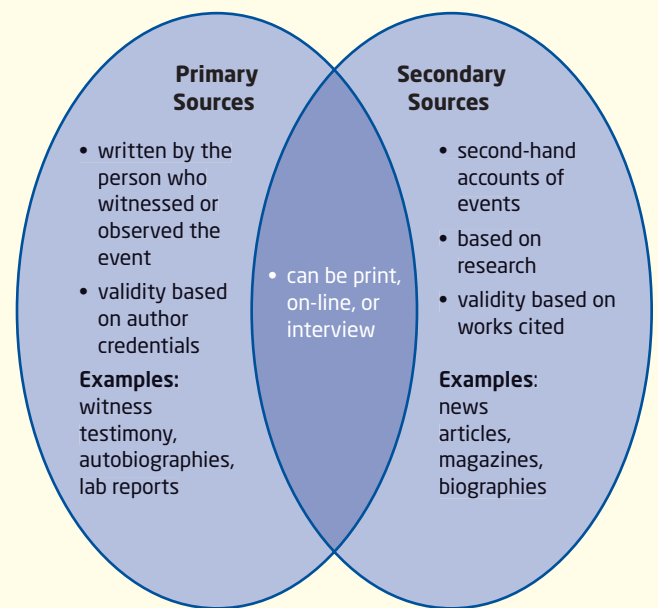 Primary
Sources
• written by the
person who
witnessed or
observed the
event
• validity based
on author
credentials
Examples:
witness
testimony,
autobiographies,
lab reports
• can be print,
on-line, or
interview
Secondary
Sources
• second-hand
accounts of
events
• based on
research
• validity based on
works cited
Examples:
news
articles,
magazines,
biographies